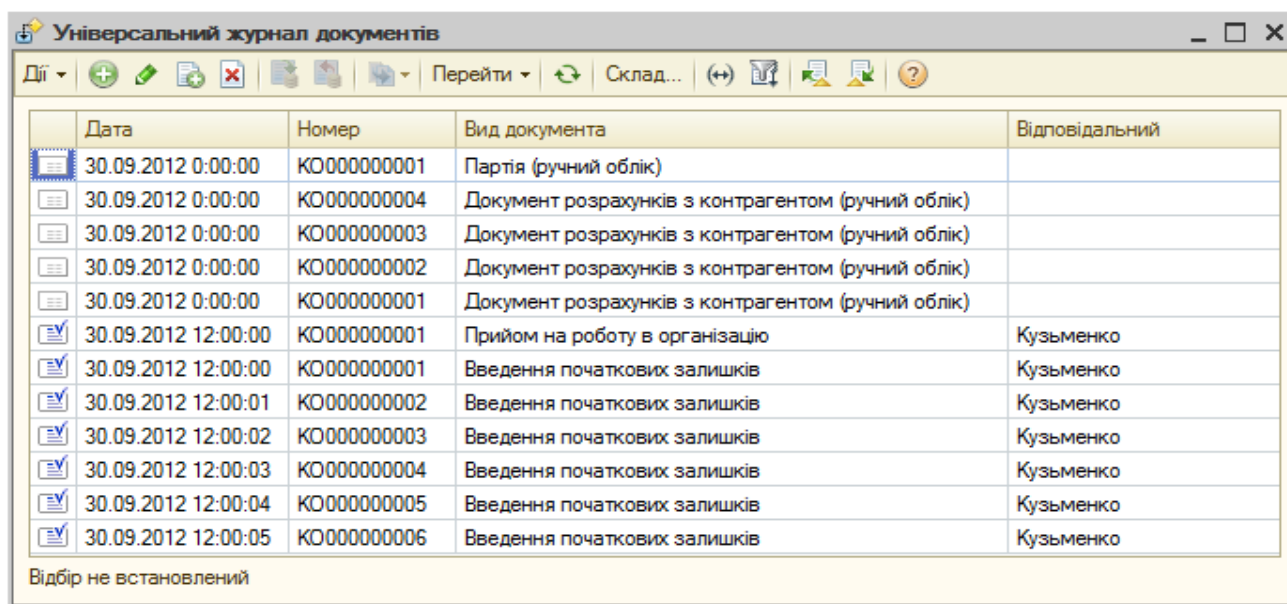 Універсальний журнал документів
Дії Перейти Склад...
Дата Номер Вид документа Відповідальний
30.09.2012 0:00:00 КО000000001 Партія (ручний облік)
30.09.2012 0:00:00 КО000000004 Документ розрахунків з контрагентом (ручний облік)
30.09.2012 0:00:00 КО000000003 Документ розрахунків з контрагентом (ручний облік)
30.09.2012 0:00:00 КО000000002 Документ розрахунків з контрагентом (ручний облік)
30.09.2012 0:00:00 КО000000001 Документ розрахунків з контрагентом (ручний облік)
30.09.2012 12:00:00 КО000000001 Прийом на роботу в організацію Кузьменко
30.09.2012 12:00:00 КО000000001 Введення початкових залишків Кузьменко
30.09.2012 12:00:01 КО000000002 Введення початкових залишків Кузьменко
30.09.2012 12:00:02 КО000000003 Введення початкових залишків Кузьменко
30.09.2012 12:00:03 КО000000004 Введення початкових залишків Кузьменко
30.09.2012 12:00:04 КО000000005 Введення початкових залишків Кузьменко
30.09.2012 12:00:05 КО000000006 Введення початкових залишків Кузьменко
Відбір не встановлений